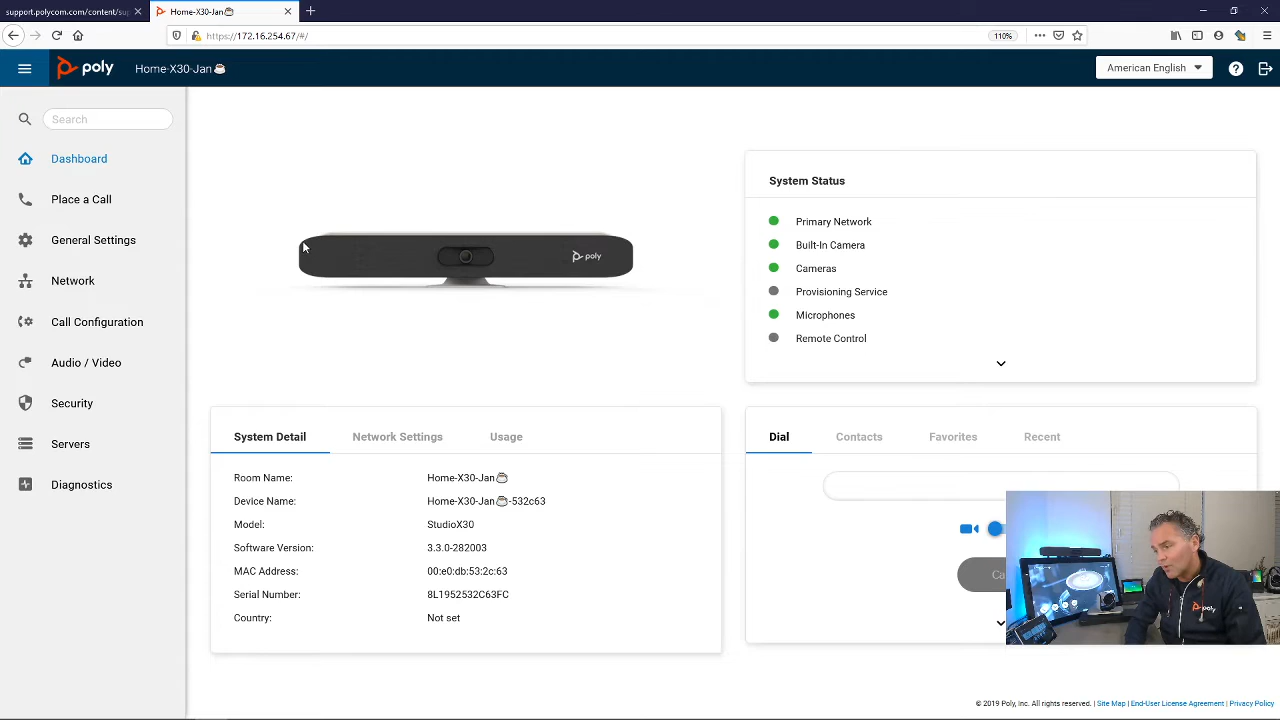 support.polycom.com/content/sup
Home-X30-Jan☕
https://172.16.254.67/#/
110%
poly
Home-X30-Jan☕
American English
Search
Dashboard
Place a Call
General Settings
Network
Call Configuration
Audio / Video
Security
Servers
Diagnostics
poly
System Status
Primary Network
Built-In Camera
Cameras
Provisioning Service
Microphones
Remote Control
System Detail
Network Settings
Usage
Room Name:
Home-X30-Jan☕
Device Name:
Home-X30-Jan☕-532c63
Model:
StudioX30
Software Version:
3.3.0-282003
MAC Address:
00:e0:db:53:2c:63
Serial Number:
8L1952532C63FC
Country:
Not set
Dial
Contacts
Favorites
Recent
Ca
poly
© 2019 Poly, Inc. All rights reserved. | Site Map | End-User License Agreement | Privacy Policy